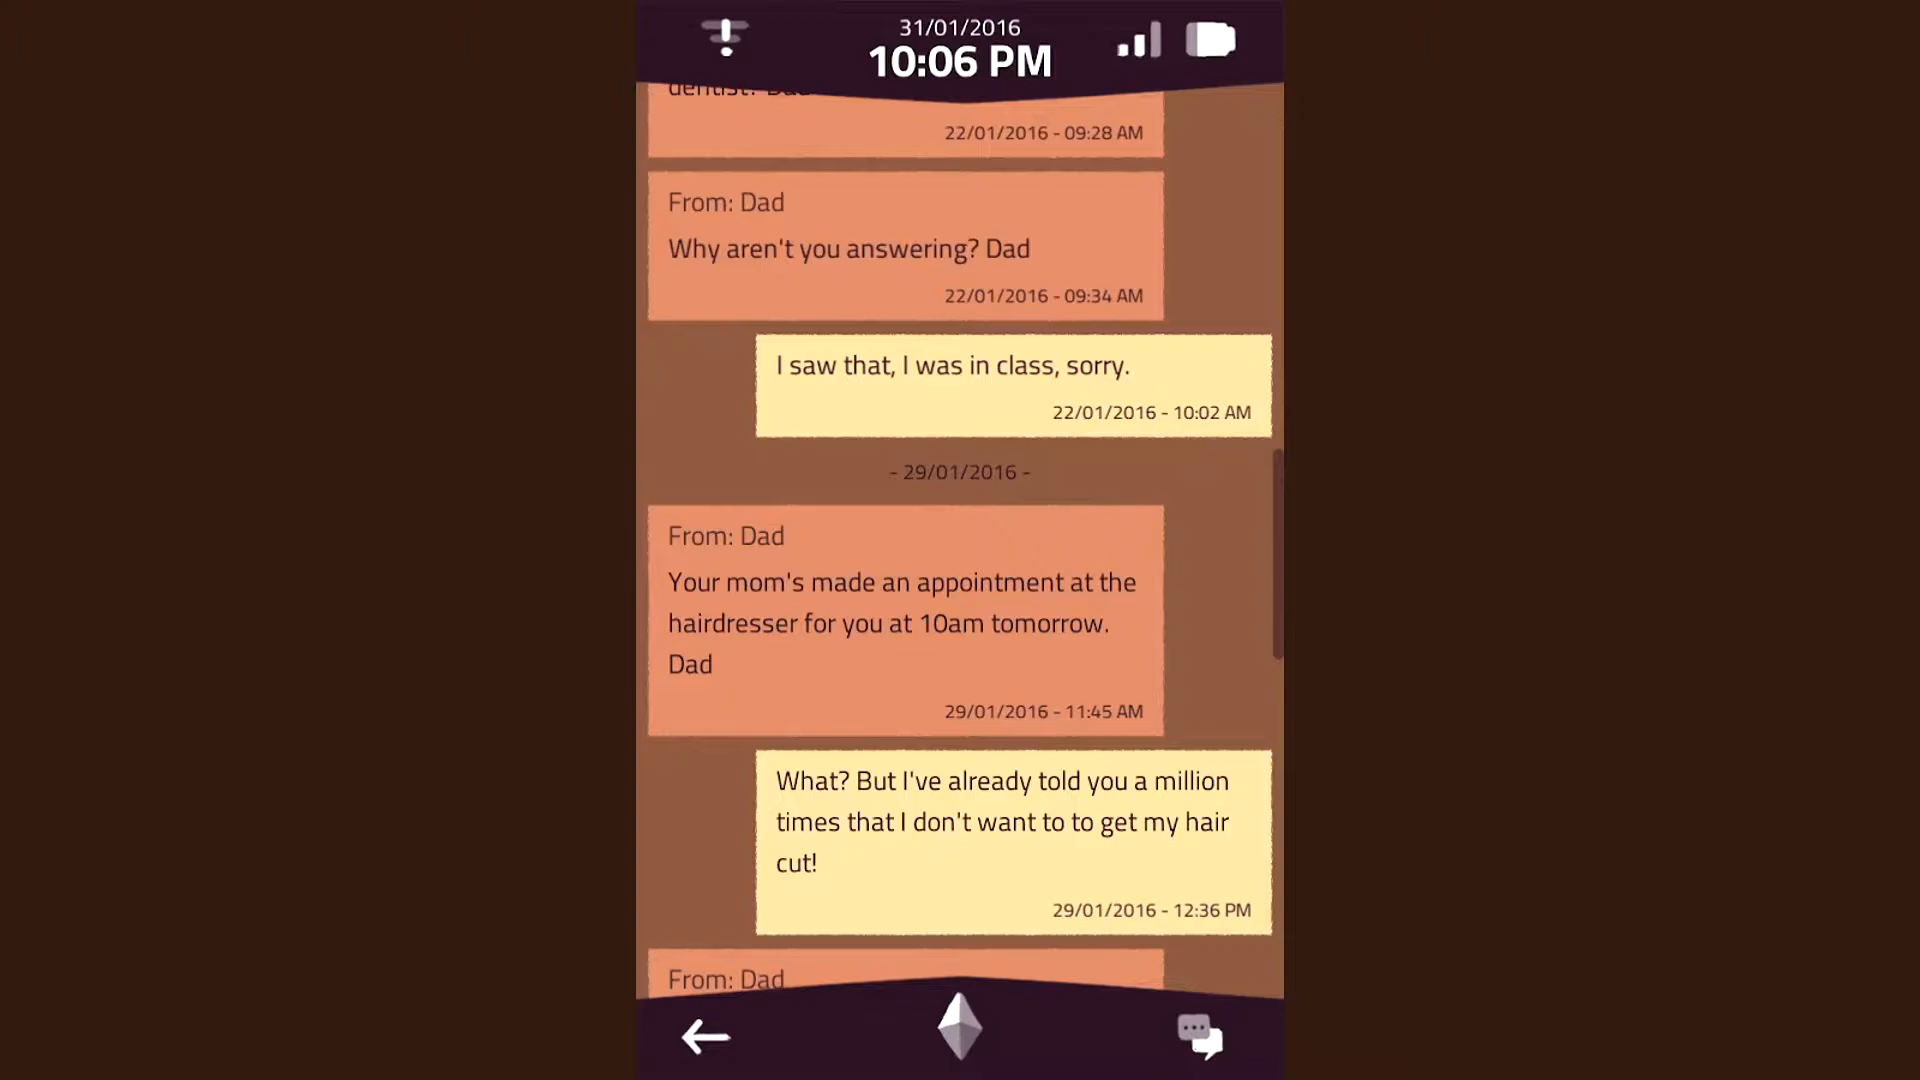 31/01/2016
10:06 PM
dentist? Dad
22/01/2016 - 09:28 AM
From: Dad
Why aren't you answering? Dad
22/01/2016 - 09:34 AM
I saw that, I was in class, sorry.
22/01/2016 - 10:02 AM
- 29/01/2016 -
From: Dad
Your mom's made an appointment at the
hairdresser for you at 10am tomorrow.
Dad
29/01/2016 - 11:45 AM
What? But I've already told you a million
times that I don't want to to get my hair
cut!
29/01/2016 - 12:36 PM
From: Dad